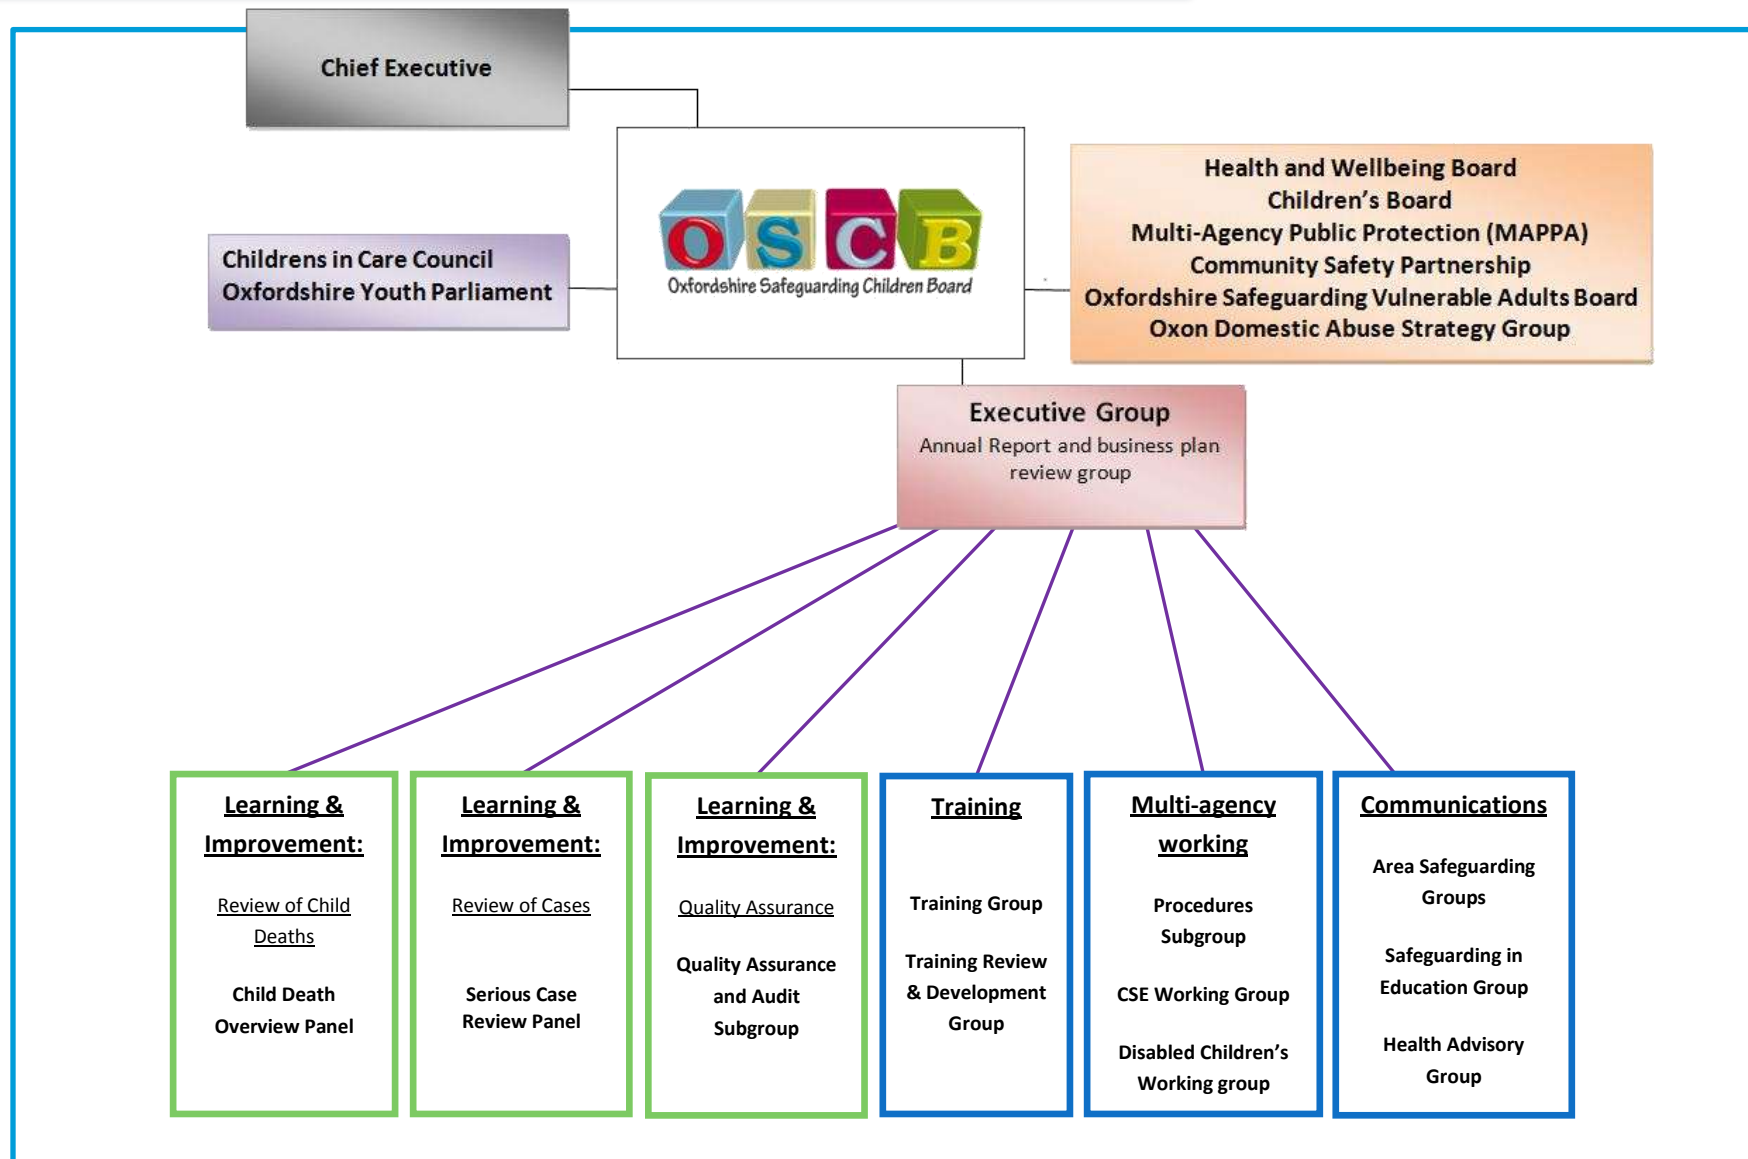 Chief Executive
O S C B
Oxfordshire Safeguarding Children Board
Childrens in Care Council
Oxfordshire Youth Parliament
Health and Wellbeing Board
Children’s Board
Multi-Agency Public Protection (MAPPA)
Community Safety Partnership
Oxfordshire Safeguarding Vulnerable Adults Board
Oxon Domestic Abuse Strategy Group
Executive Group
Annual Report and business plan
review group
Learning &
Improvement:
Review of Child
Deaths
Child Death
Overview Panel
Learning &
Improvement:
Review of Cases
Serious Case
Review Panel
Learning &
Improvement:
Quality Assurance
Quality Assurance
and Audit
Subgroup
Training
Training Group
Training Review
& Development
Group
Multi-agency
working
Procedures
Subgroup
CSE Working Group
Disabled Children’s
Working group
Communications
Area Safeguarding
Groups
Safeguarding in
Education Group
Health Advisory
Group